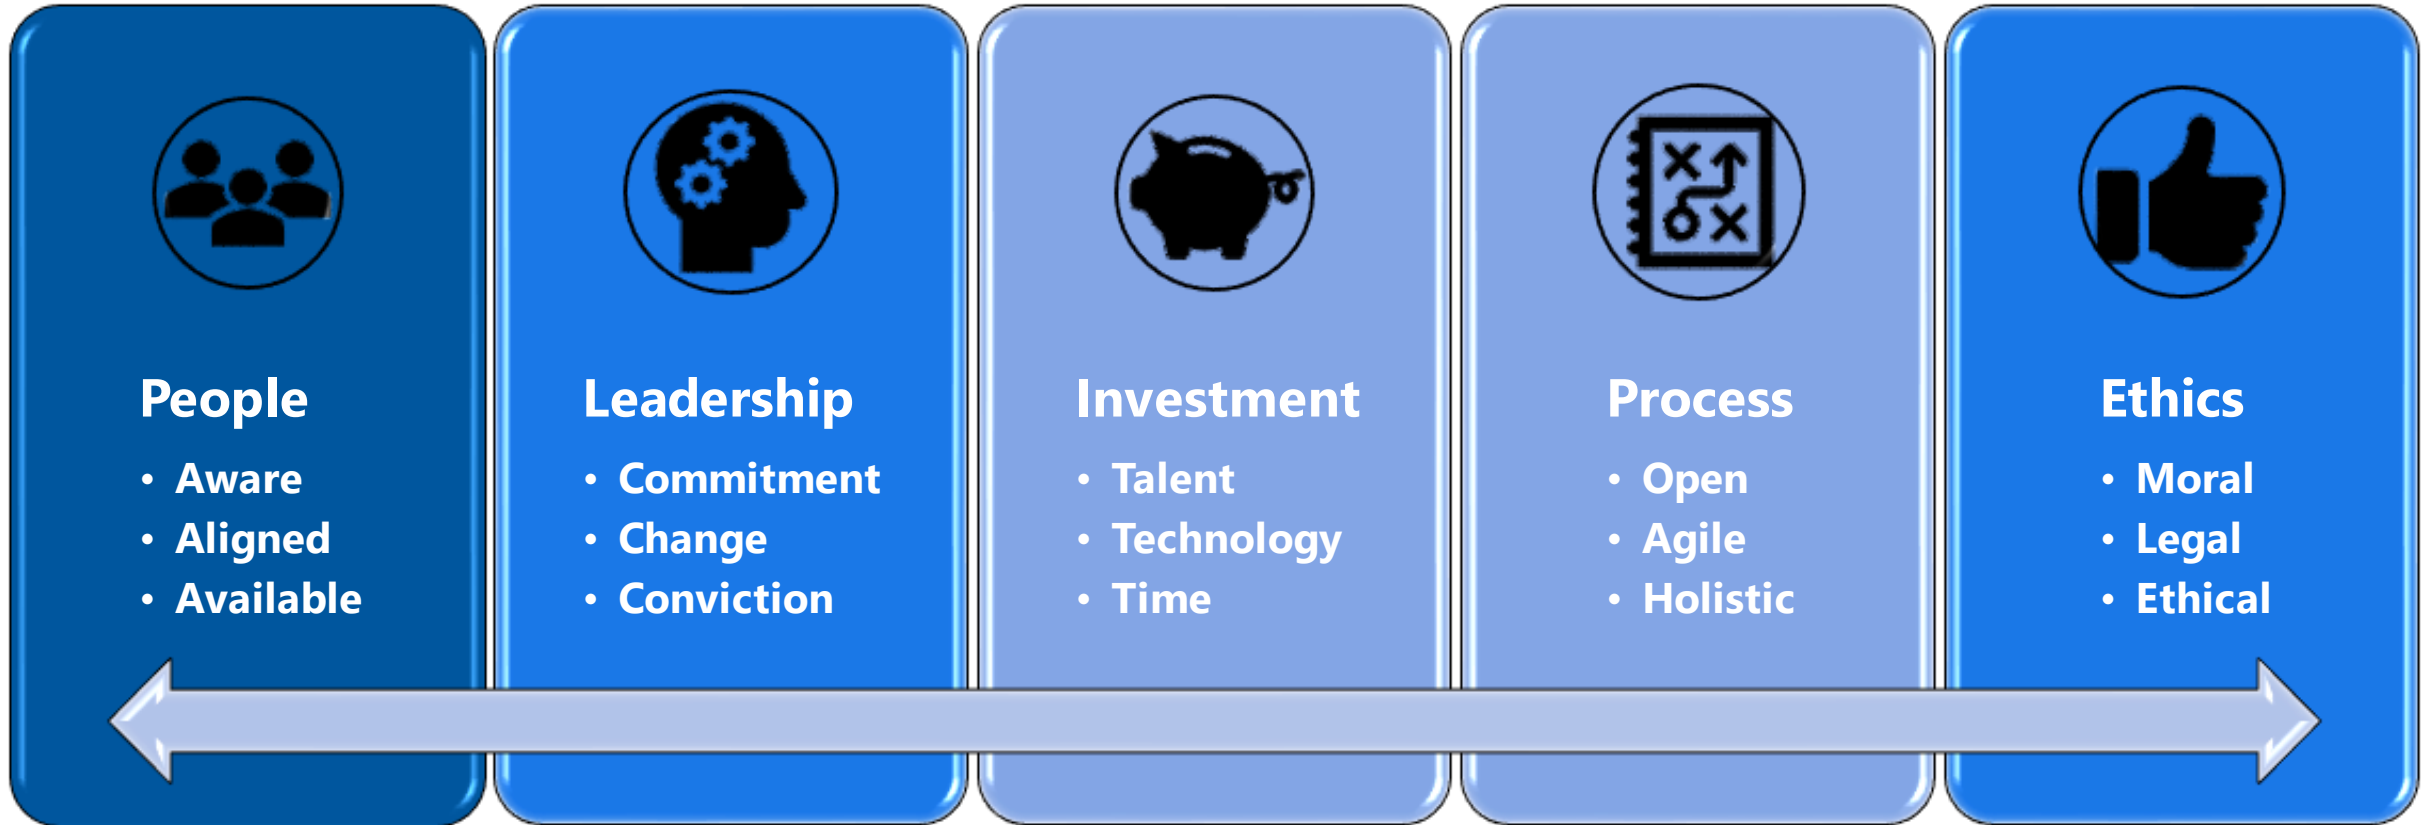 People
• Aware
• Aligned
• Available
Leadership
• Commitment
• Change
• Conviction
Investment
• Talent
• Technology
• Time
Process
• Open
• Agile
• Holistic
Ethics
• Moral
• Legal
• Ethical